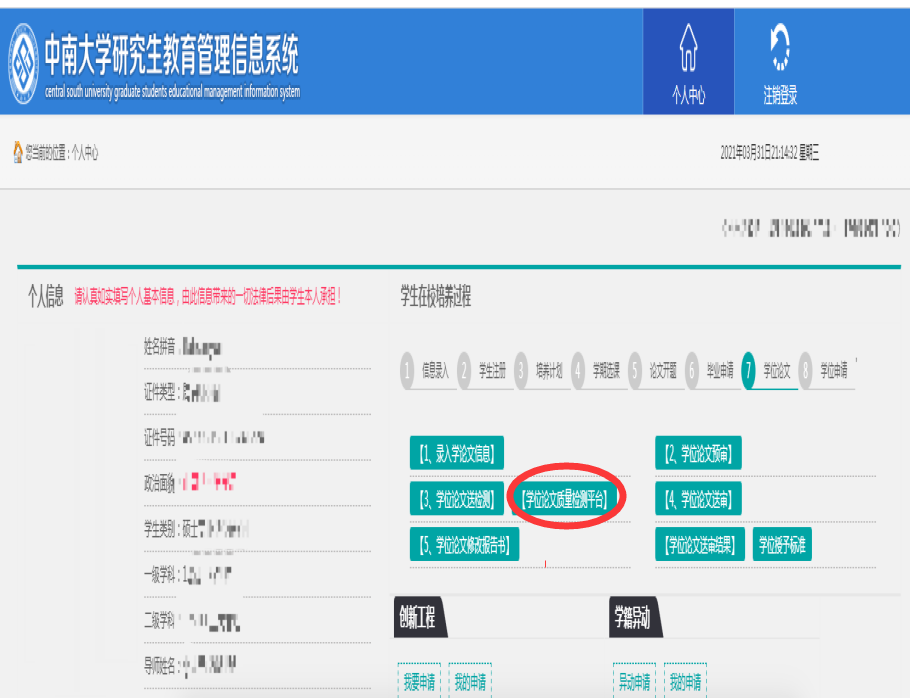 中南大学研究生教育管理信息系统
central south university graduate students educational management information system
个人中心
注销登录
您当前的位置：个人中心
2021年03月31日21:14:32 星期三
个人信息 请认真如实填写个人基本信息，由此信息带来的一切法律后果由学生本人承担！
学生在校培养过程
姓名拼音
证件类型：
证件号码
政治面貌
学生类别：硕士
一级学科：
二级学科
导师姓名：
1 信息录入 2 学生注册 3 培养计划 4 学期选课 5 论文开题 6 毕业申请 7 学位论文 8 学位申请
【1、录入学论文信息】
【2、学位论文预审】
【3、学位论文送检测】 【学位论文质量检测平台】
【4、学位论文送审】
【5、学位论文修改报告书】
【学位论文送审结果】 学位授予标准
创新工程
学籍异动
我要申请 我的申请
异动申请 我的申请